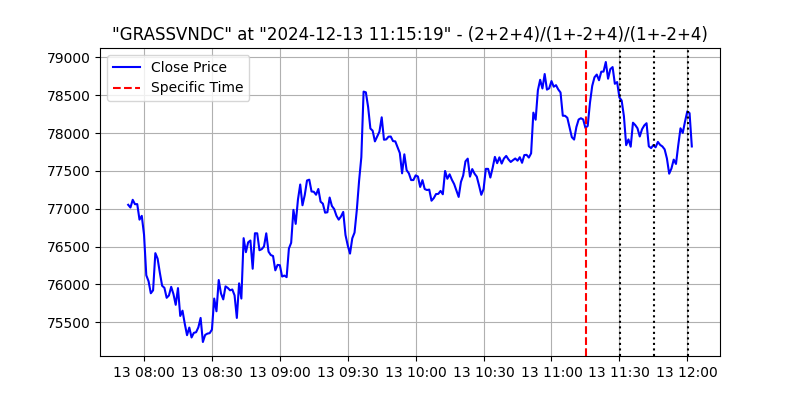 "GRASSVNDC" at "2024-12-13 11:15:19" - (2+2+4)/(1+-2+4)/(1+-2+4)
Close Price
Specific Time
79000
78500
78000
77500
77000
76500
76000
75500
13 08:00 13 08:30 13 09:00 13 09:30 13 10:00 13 10:30 13 11:00 13 11:30 13 12:00